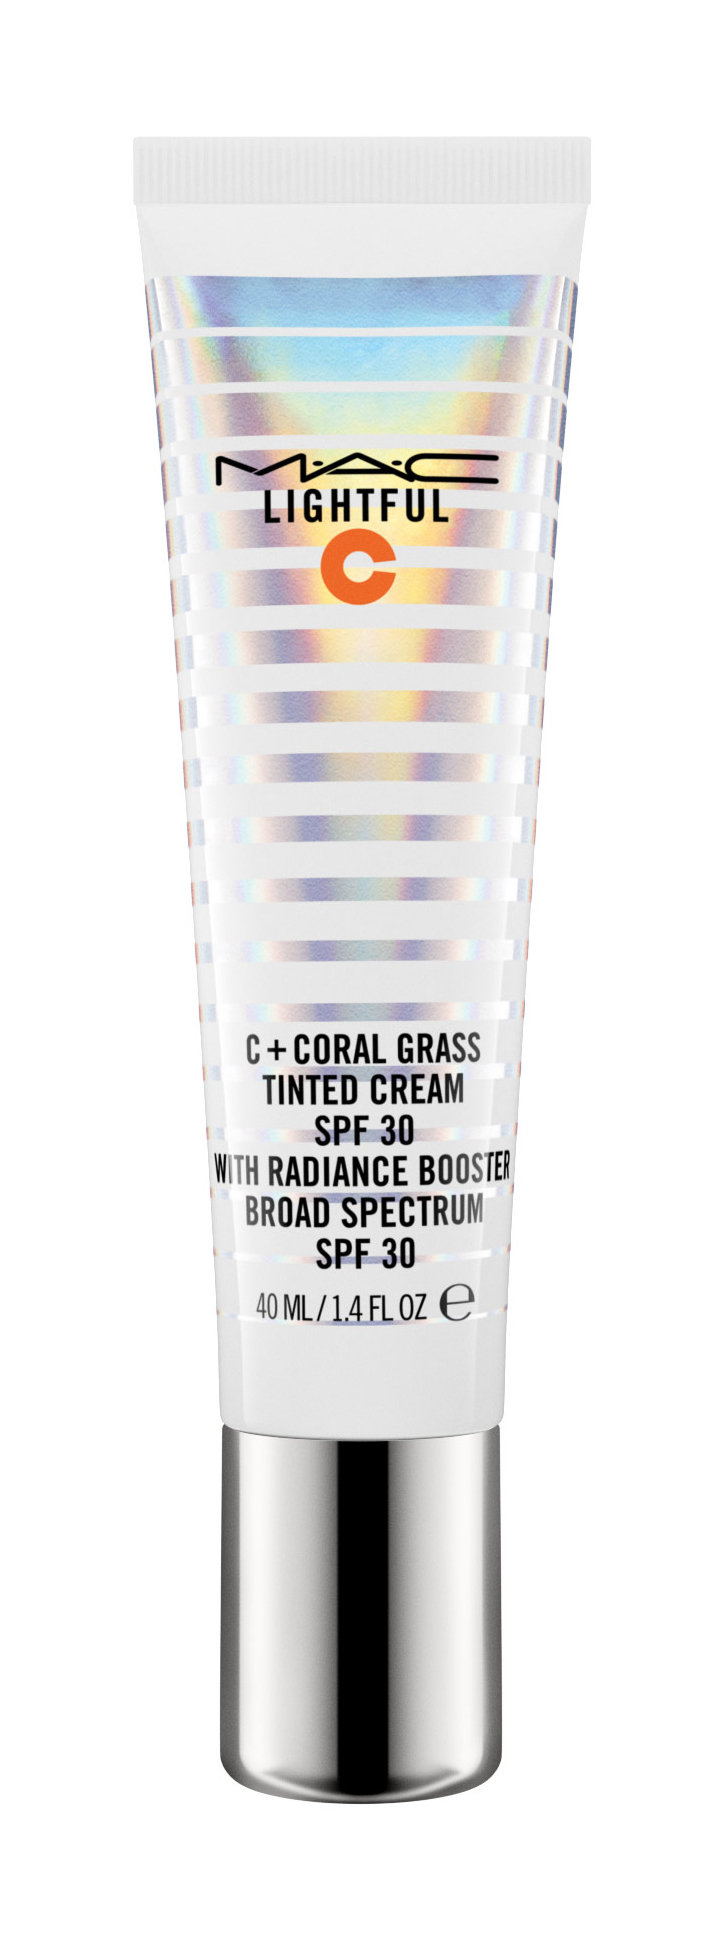 M·A·C
LIGHTFUL
C
C + CORAL GRASS
TINTED CREAM
SPF 30
WITH RADIANCE BOOSTER
BROAD SPECTRUM
SPF 30
40 ML / 1.4 FL OZ ℮